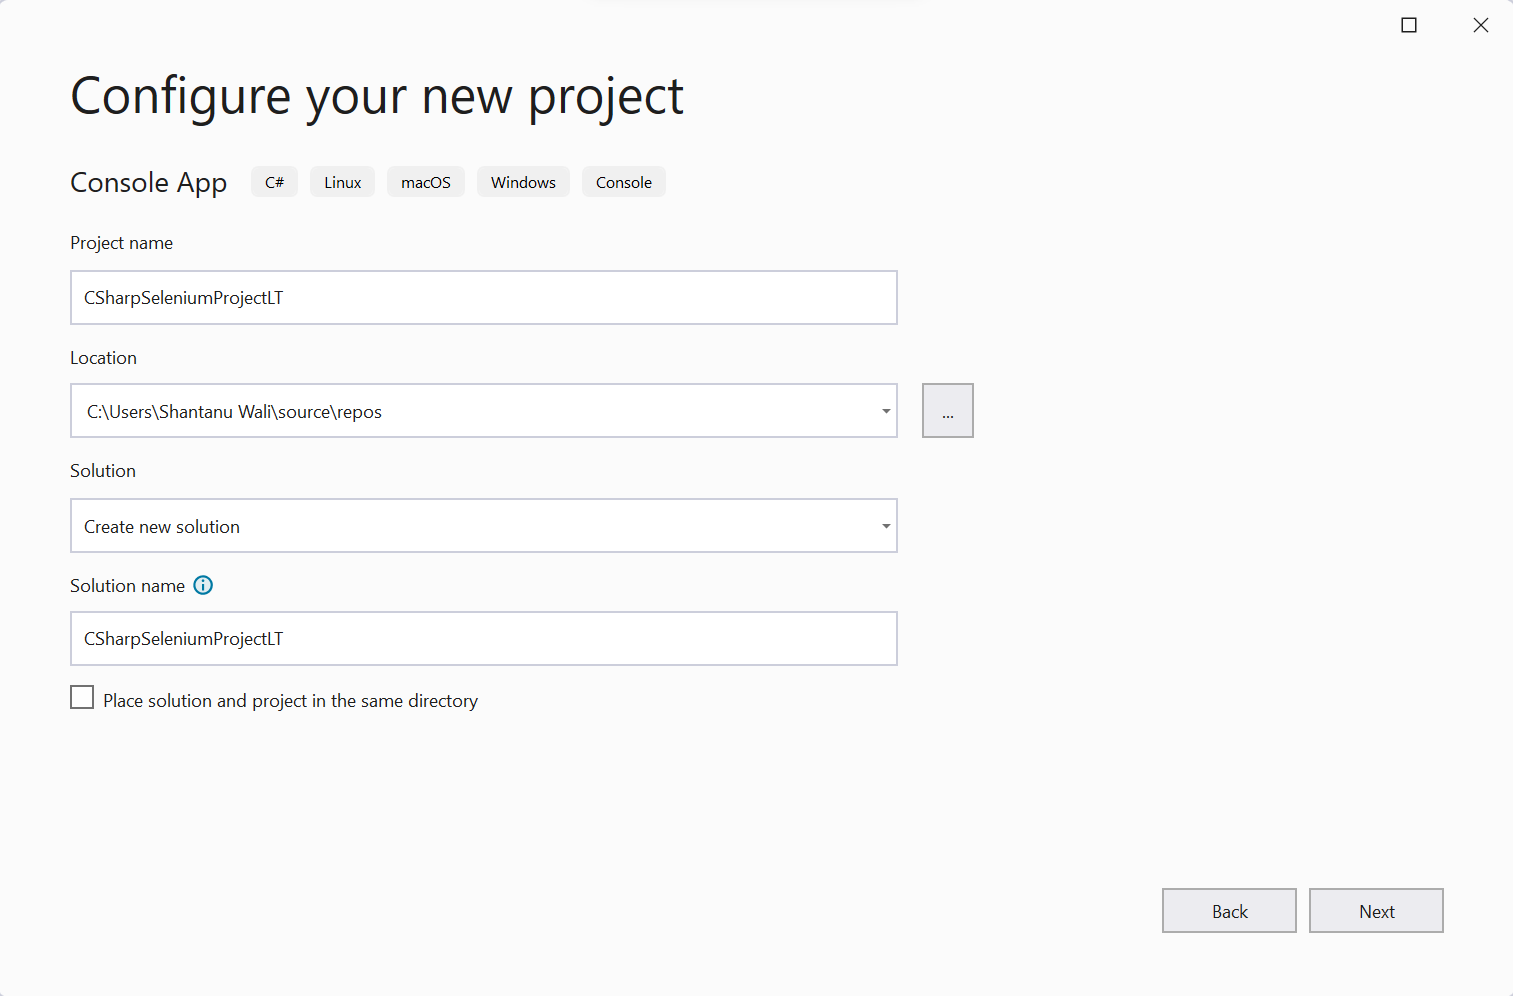 Configure your new project
Console App C# Linux macOS Windows Console
Project name
CSharpSeleniumProjectLT
Location
C:\Users\Shantanu Wali\source\repos
...
Solution
Create new solution
Solution name
CSharpSeleniumProjectLT
Place solution and project in the same directory
Back Next